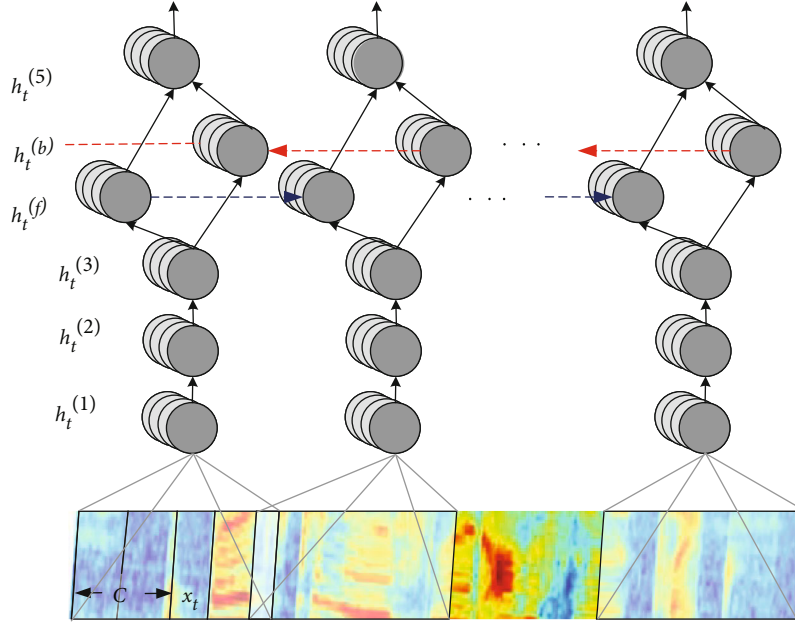 h_t^(5)
h_t^(b)
. . .
h_t^(f)
. . .
h_t^(3)
h_t^(2)
h_t^(1)
C
x_t